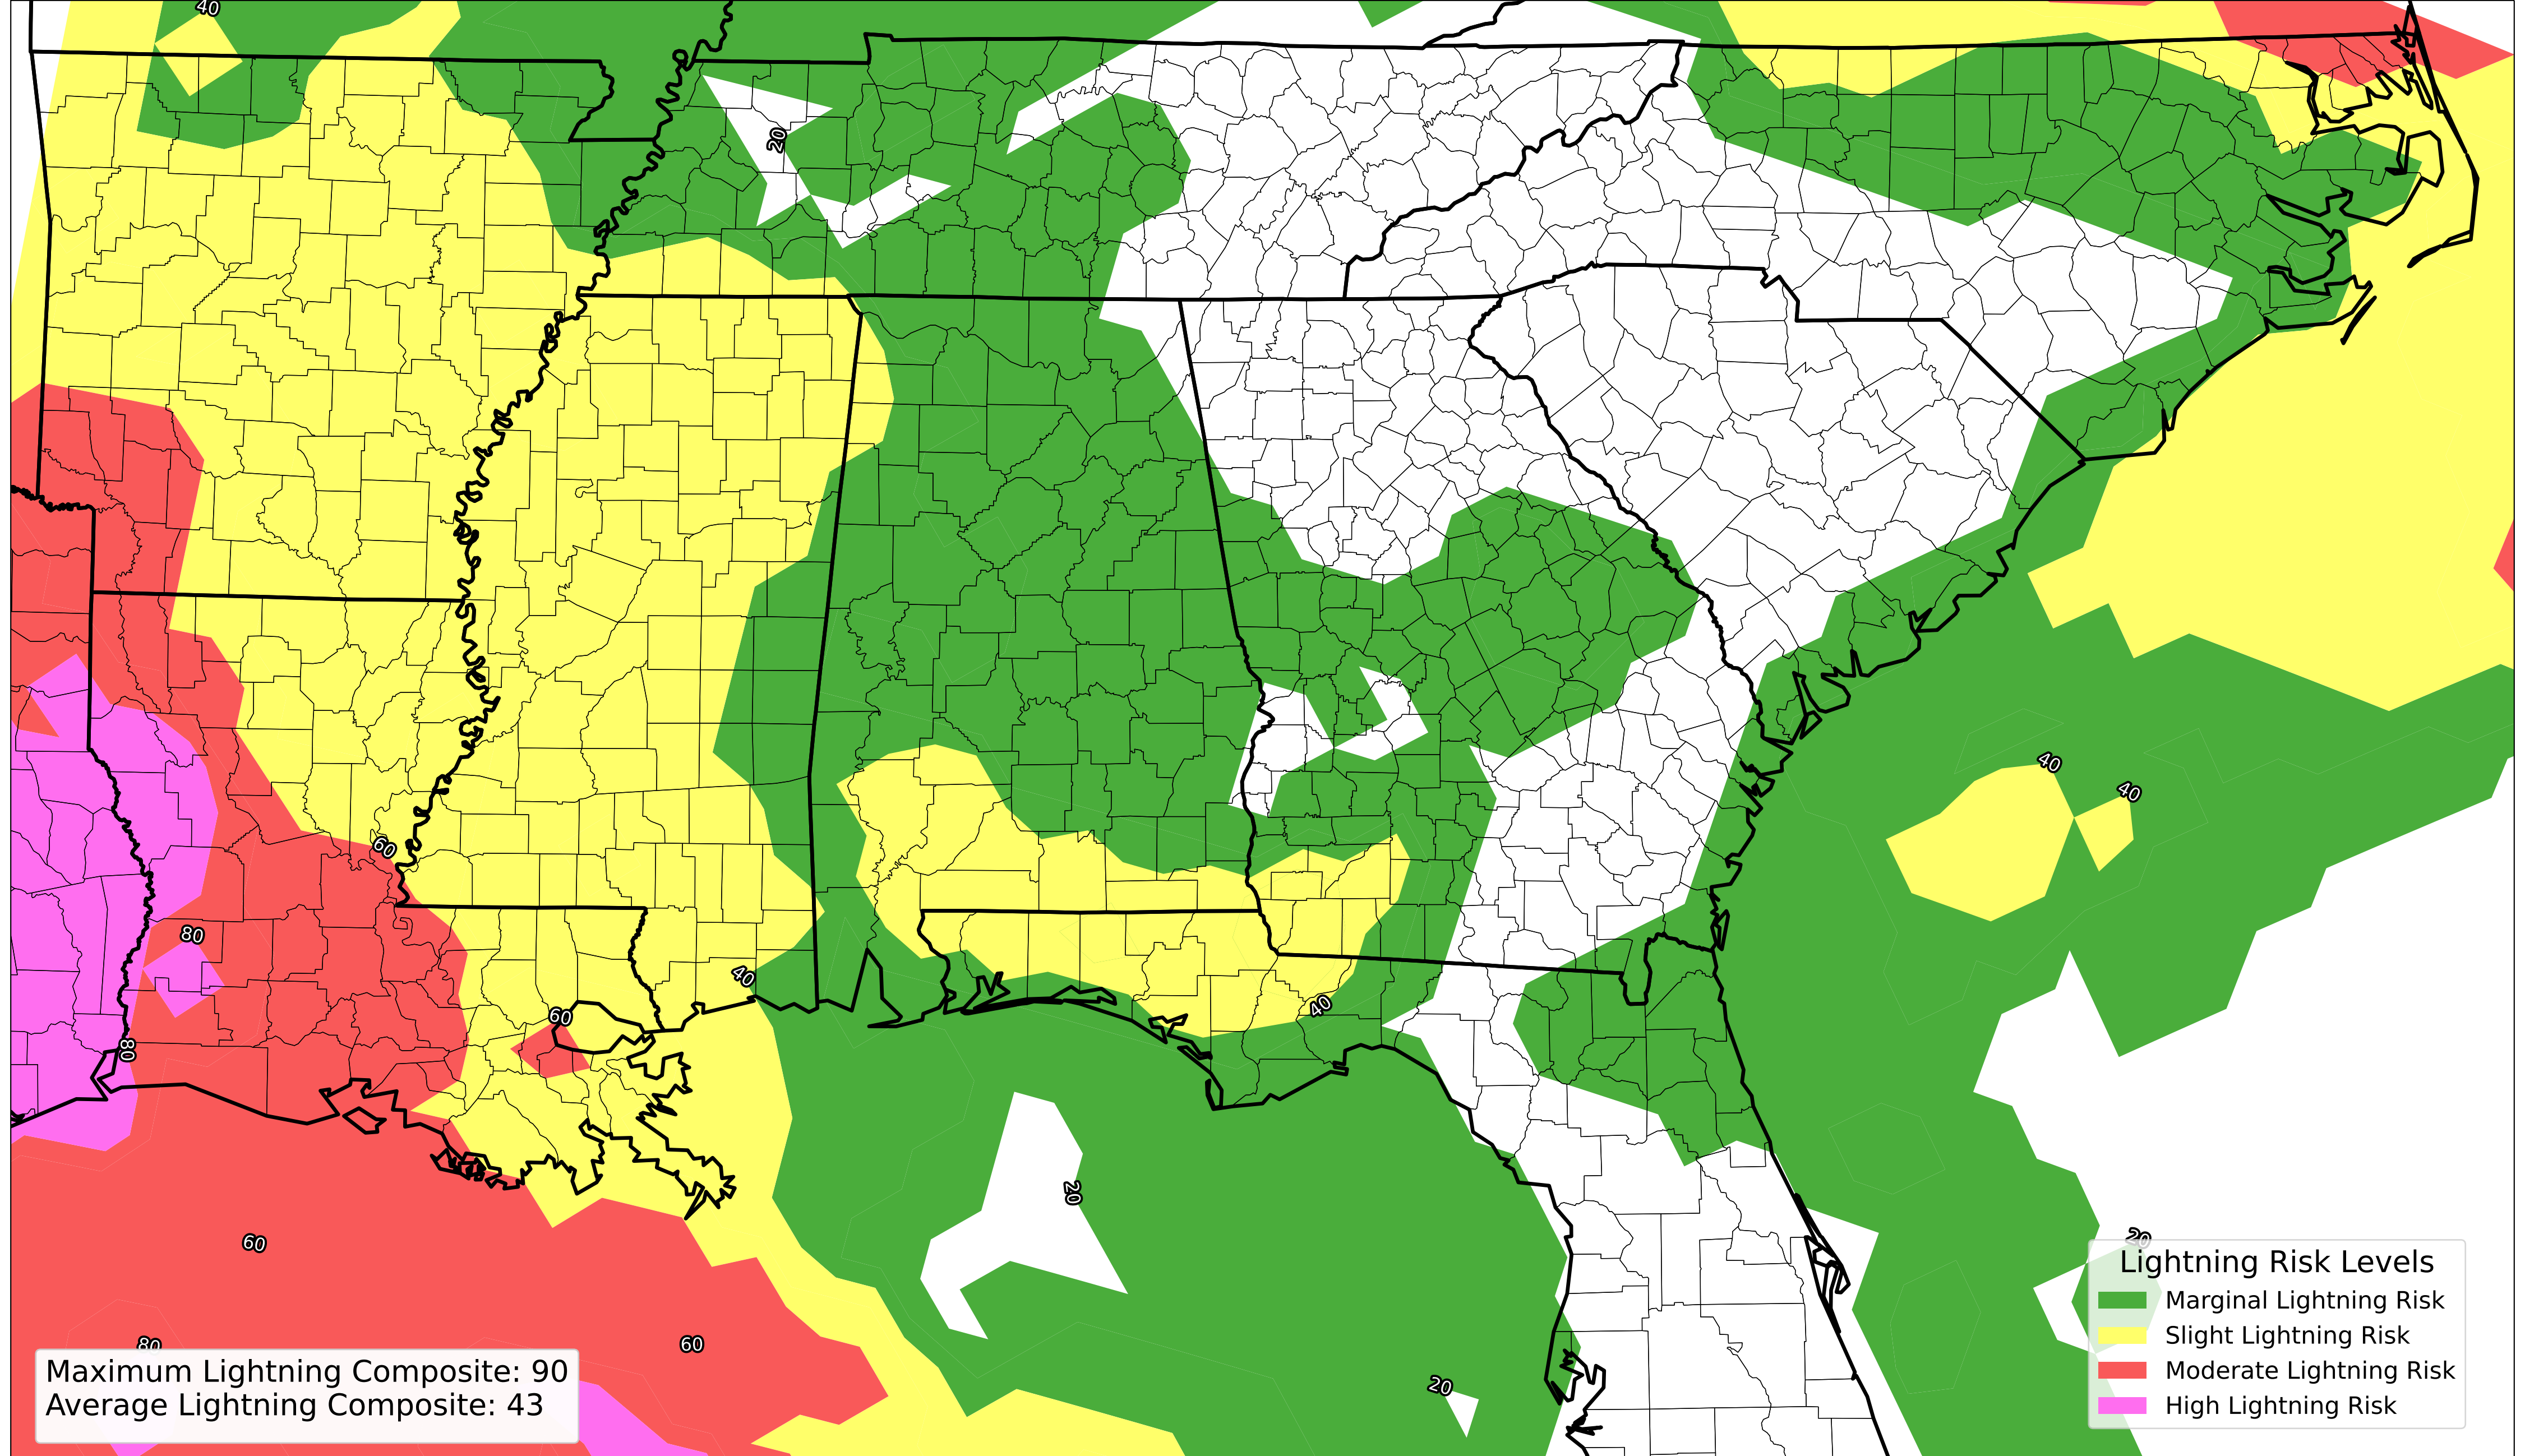 40
20
40
40
60
80
40
60
40
80
20
20
60
60
80
20
Lightning Risk Levels
Marginal Lightning Risk
Slight Lightning Risk
Moderate Lightning Risk
High Lightning Risk
Maximum Lightning Composite: 90
Average Lightning Composite: 43